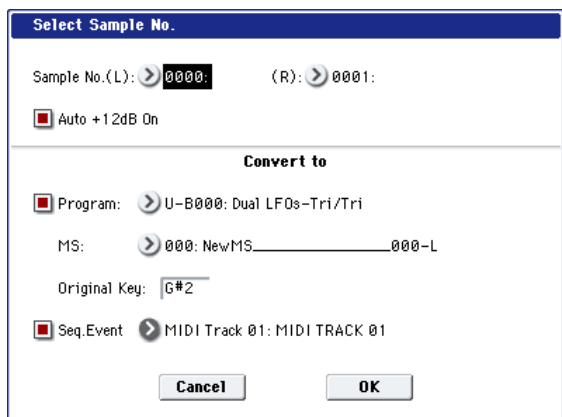 Select Sample No.
Sample No.(L): 0000: (R): 0001:
Auto +12dB On
Convert to
Program: U-B000: Dual LFOs-Tri/Tri
MS: 000: NewMS_________________000-L
Original Key: G#2
Seq.Event MIDI Track 01: MIDI TRACK 01
Cancel OK